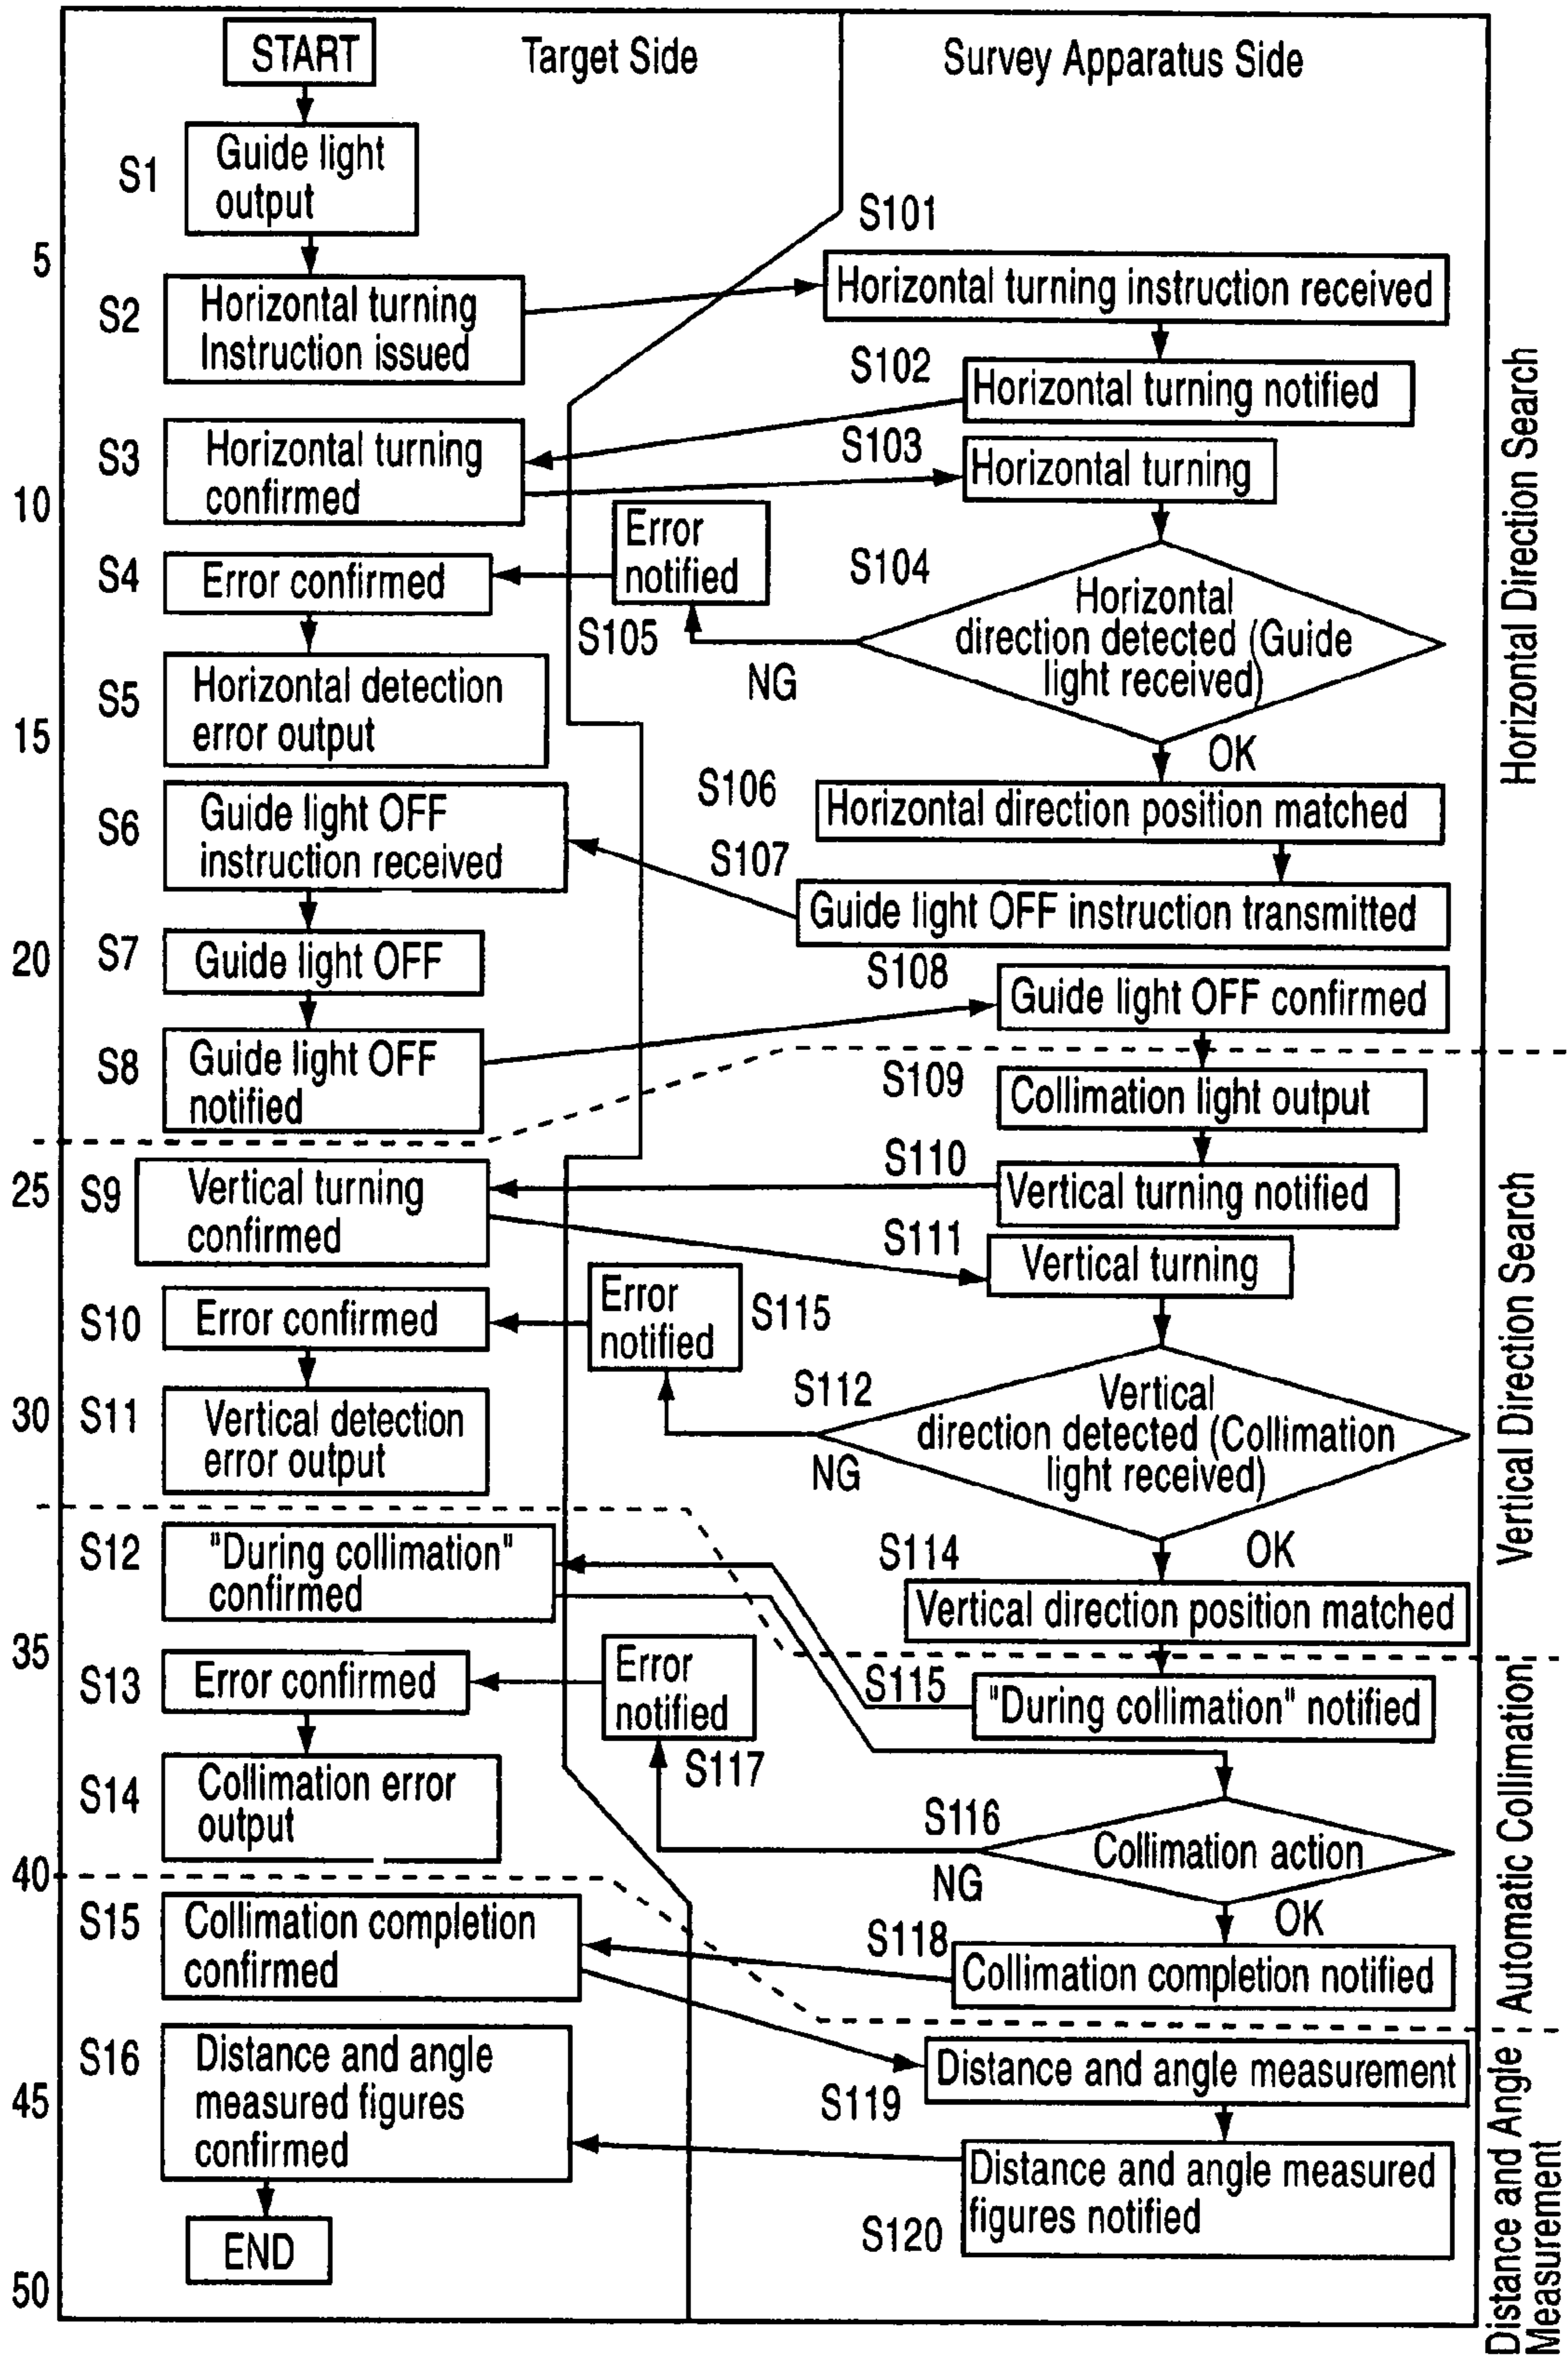 START
Target Side
Survey Apparatus Side
S1
Guide light
output
S101
5
S2
Horizontal turning
Instruction issued
Horizontal turning instruction received
S102
Horizontal turning notified
S3
Horizontal turning
confirmed
S103
Horizontal turning
10
Error
notified
S4
Error confirmed
S104
Horizontal
direction detected (Guide
light received)
S105
NG
S5
Horizontal detection
error output
15
OK
S106
Horizontal direction position matched
S6
Guide light OFF
instruction received
S107
Guide light OFF instruction transmitted
20
S7
Guide light OFF
S108
Guide light OFF confirmed
S8
Guide light OFF
notified
Horizontal Direction Search
S109
Collimation light output
25
S9
Vertical turning
confirmed
S110
Vertical turning notified
S111
Vertical turning
S10
Error confirmed
Error
notified
S115
S112
Vertical
direction detected (Collimation
light received)
NG
30
S11
Vertical detection
error output
OK
S114
Vertical direction position matched
Vertical Direction Search
S12
"During collimation"
confirmed
35
S115
"During collimation" notified
S13
Error confirmed
Error
notified
S117
S14
Collimation error
output
S116
Collimation action
NG
OK
40
S15
Collimation completion
confirmed
S118
Collimation completion notified
Automatic Collimation
S16
Distance and angle
measured figures
confirmed
Distance and angle measurement
S119
45
Distance and angle measured
figures notified
S120
END
50
Distance and Angle
Measurement